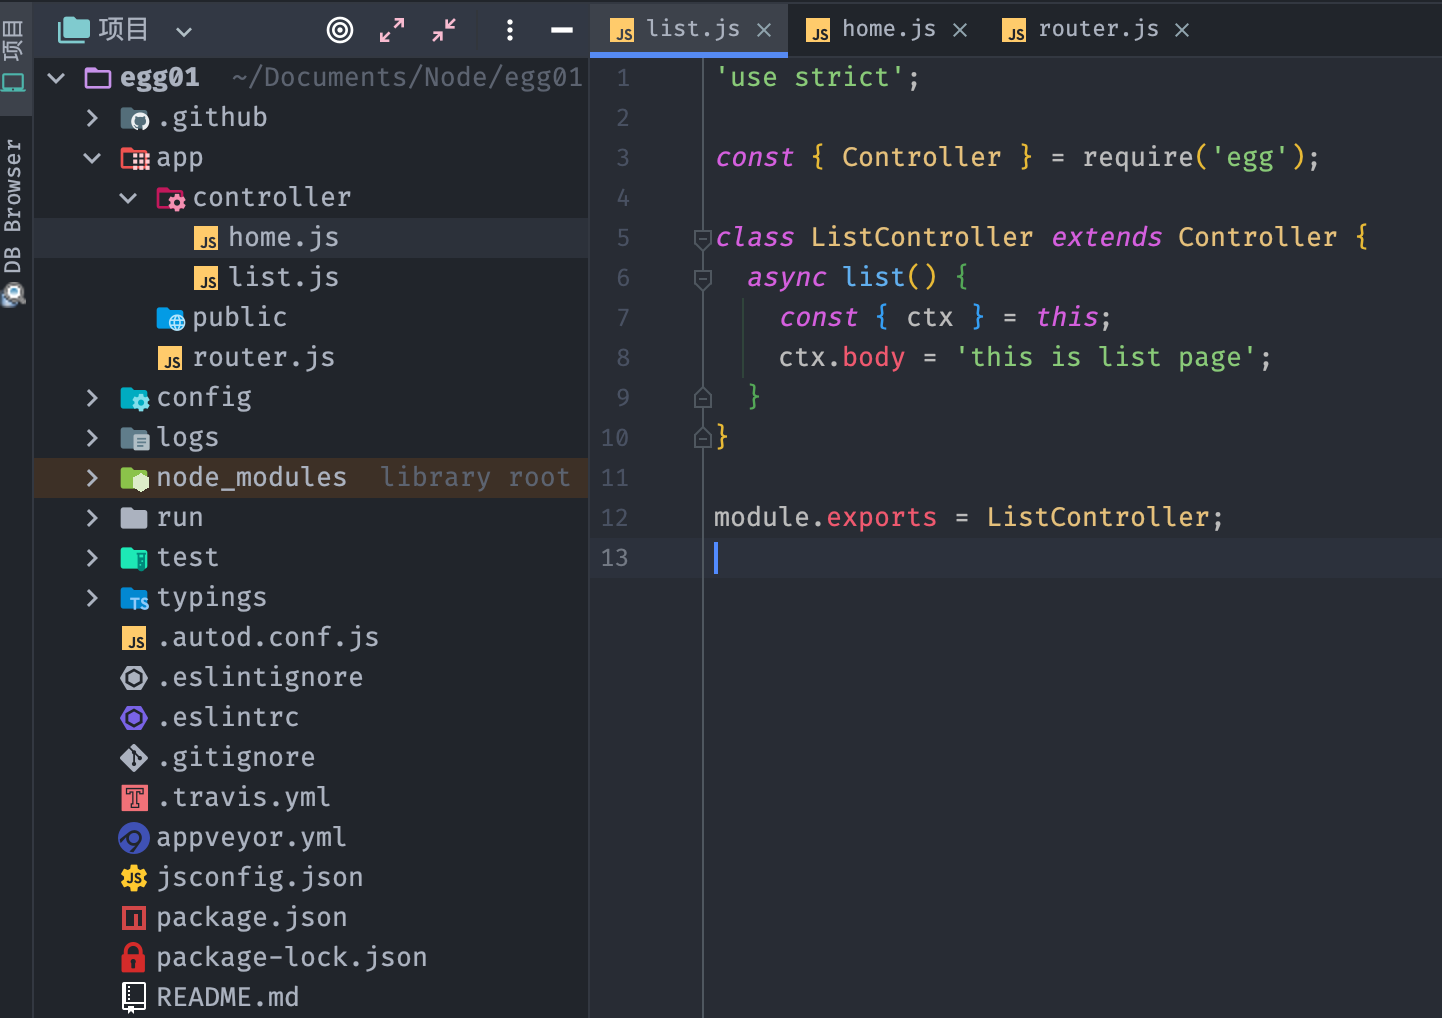 项目
DB Browser
项目
egg01 ~/Documents/Node/egg01
.github
app
controller
home.js
list.js
public
router.js
config
logs
node_modules library root
run
test
typings
.autod.conf.js
.eslintignore
.eslintrc
.gitignore
.travis.yml
appveyor.yml
jsconfig.json
package.json
package-lock.json
README.md
list.js home.js router.js
1 'use strict';
2
3 const { Controller } = require('egg');
4
5 class ListController extends Controller {
6 async list() {
7 const { ctx } = this;
8 ctx.body = 'this is list page';
9 }
10 }
11
12 module.exports = ListController;
13